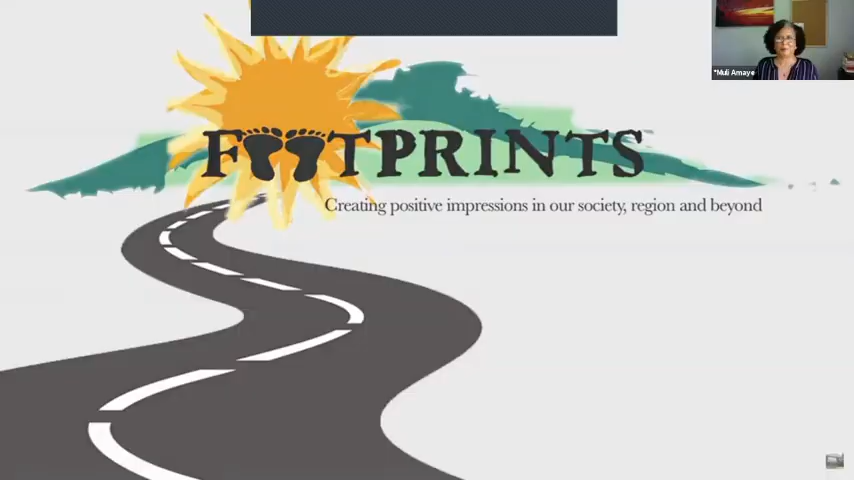 *Muli Amaye
FOOTPRINTS
Creating positive impressions in our society, region and beyond